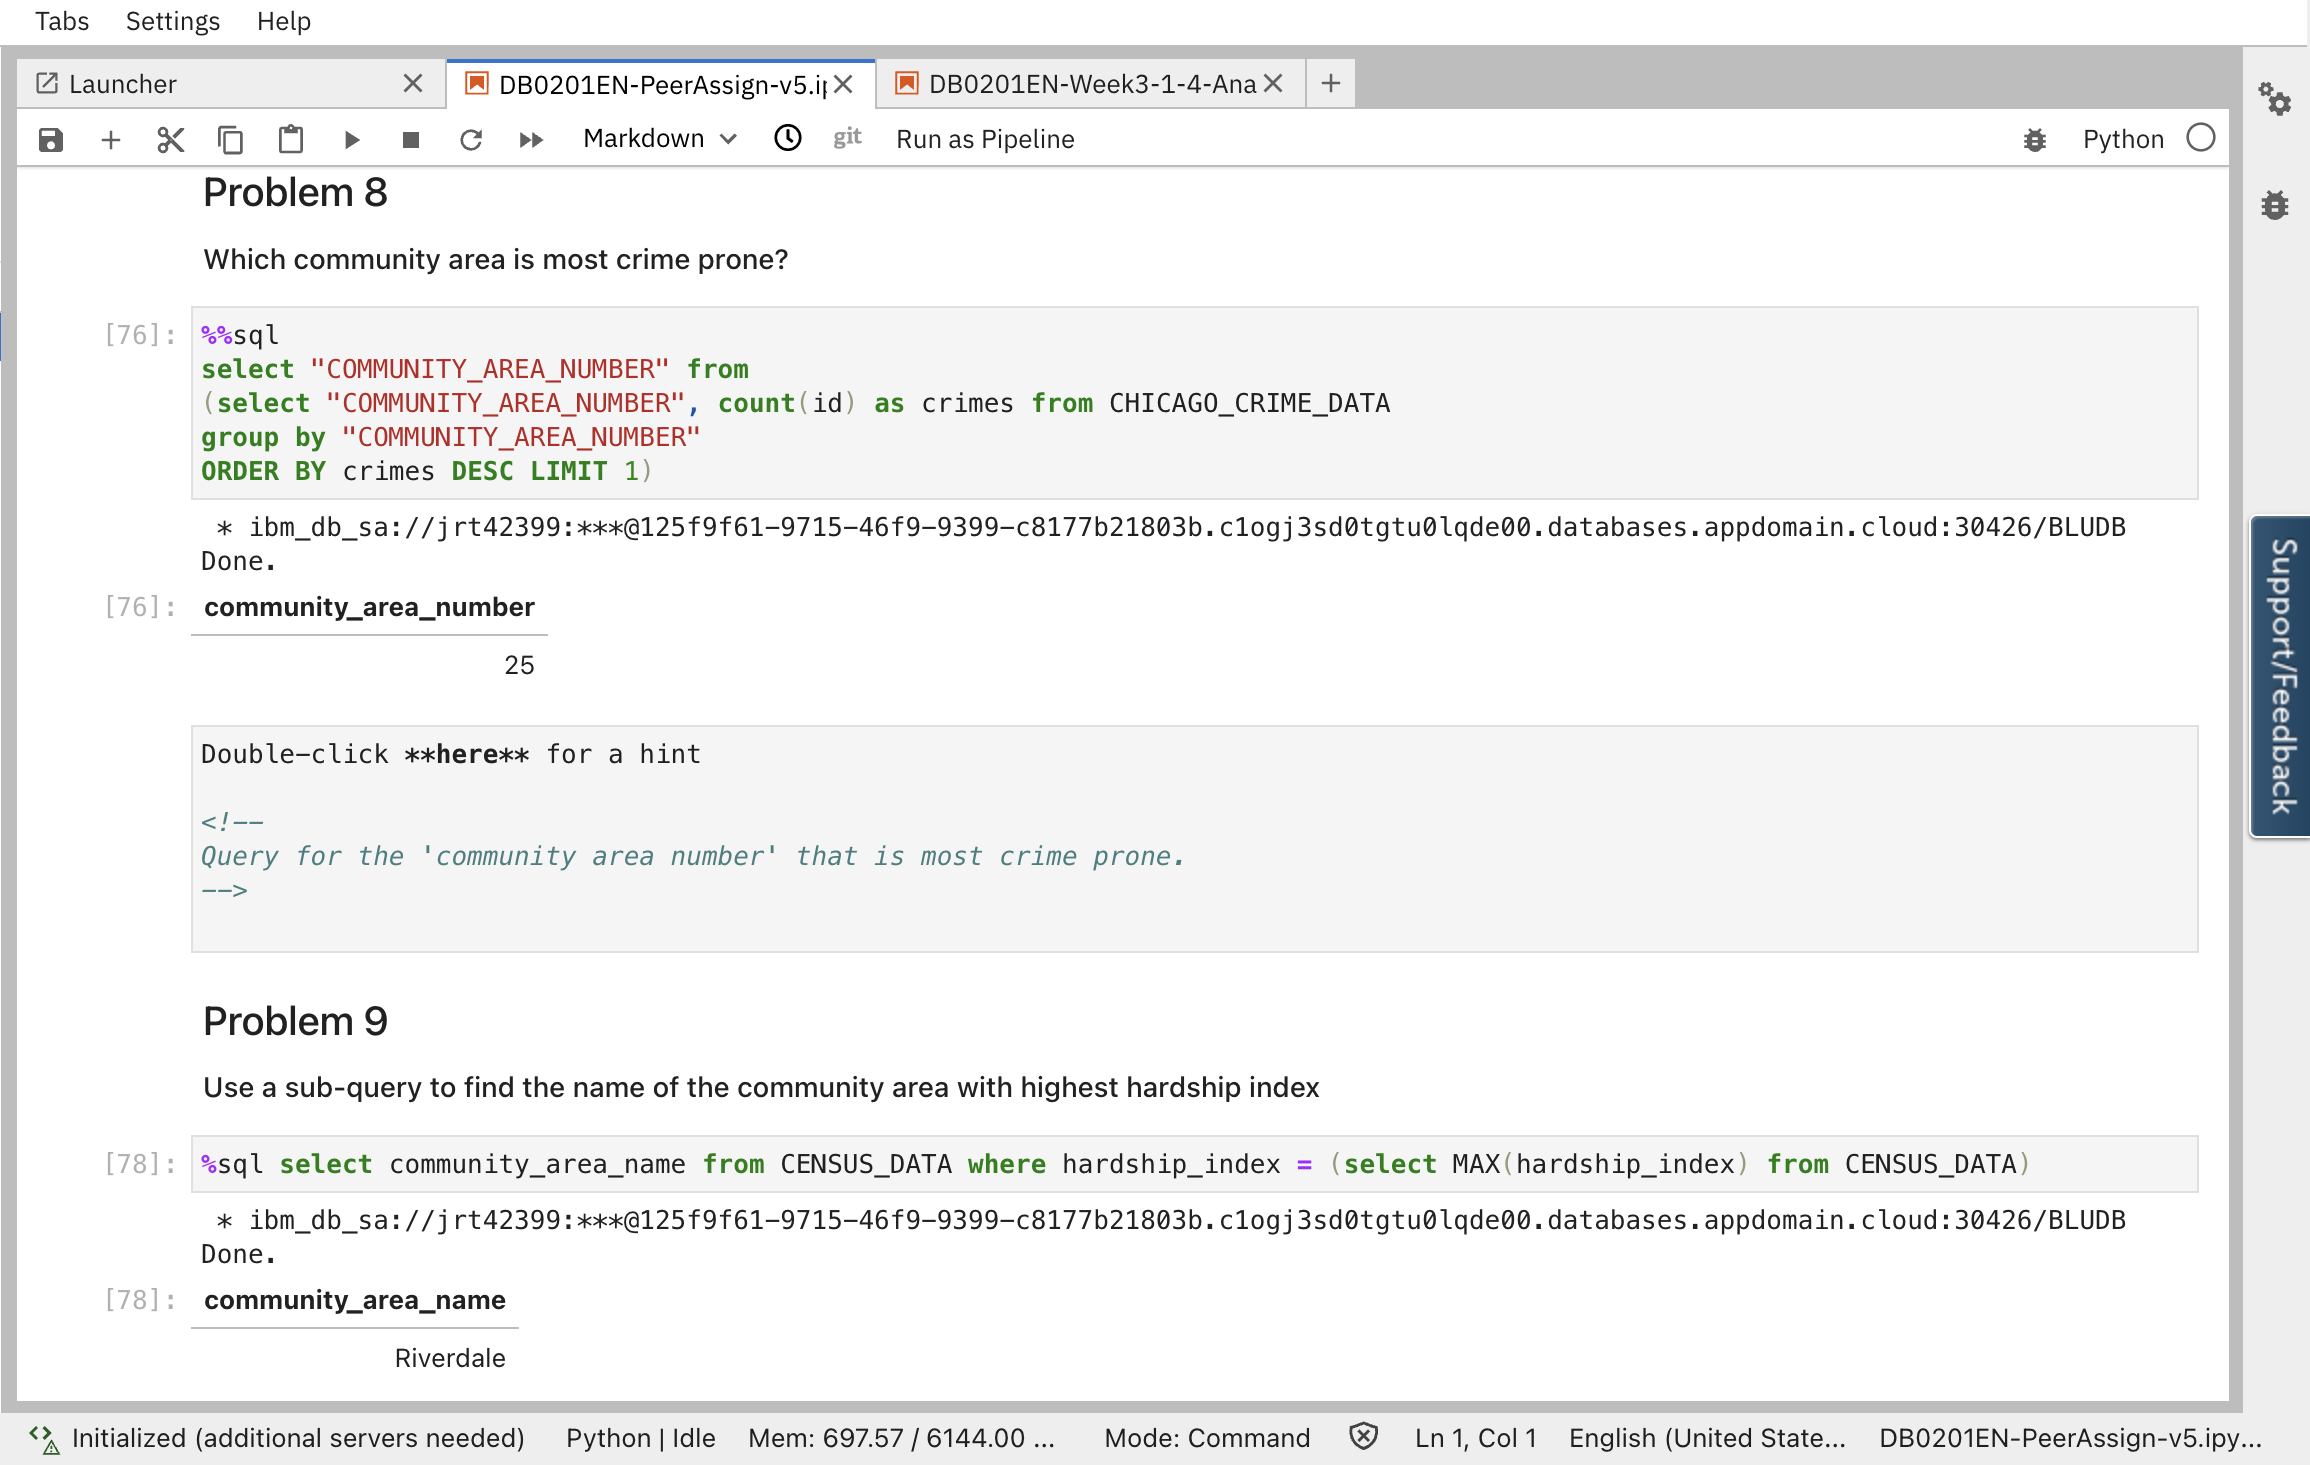 Tabs Settings Help
Launcher DB0201EN-PeerAssign-v5.ip DB0201EN-Week3-1-4-Ana
Markdown git Run as Pipeline Python
Problem 8
Which community area is most crime prone?
[76]: %%sql
select "COMMUNITY_AREA_NUMBER" from
(select "COMMUNITY_AREA_NUMBER", count(id) as crimes from CHICAGO_CRIME_DATA
group by "COMMUNITY_AREA_NUMBER"
ORDER BY crimes DESC LIMIT 1)
* ibm_db_sa://jrt42399:***@125f9f61-9715-46f9-9399-c8177b21803b.c1ogj3sd0tgtu0lqde00.databases.appdomain.cloud:30426/BLUDB
Done.
[76]: community_area_number
25
Double-click **here** for a hint
<!--
Query for the 'community area number' that is most crime prone.
-->
Problem 9
Use a sub-query to find the name of the community area with highest hardship index
[78]: %sql select community_area_name from CENSUS_DATA where hardship_index = (select MAX(hardship_index) from CENSUS_DATA)
* ibm_db_sa://jrt42399:***@125f9f61-9715-46f9-9399-c8177b21803b.c1ogj3sd0tgtu0lqde00.databases.appdomain.cloud:30426/BLUDB
Done.
[78]: community_area_name
Riverdale
Support/Feedback
Initialized (additional servers needed) Python | Idle Mem: 697.57 / 6144.00 ... Mode: Command Ln 1, Col 1 English (United State... DB0201EN-PeerAssign-v5.ipy...